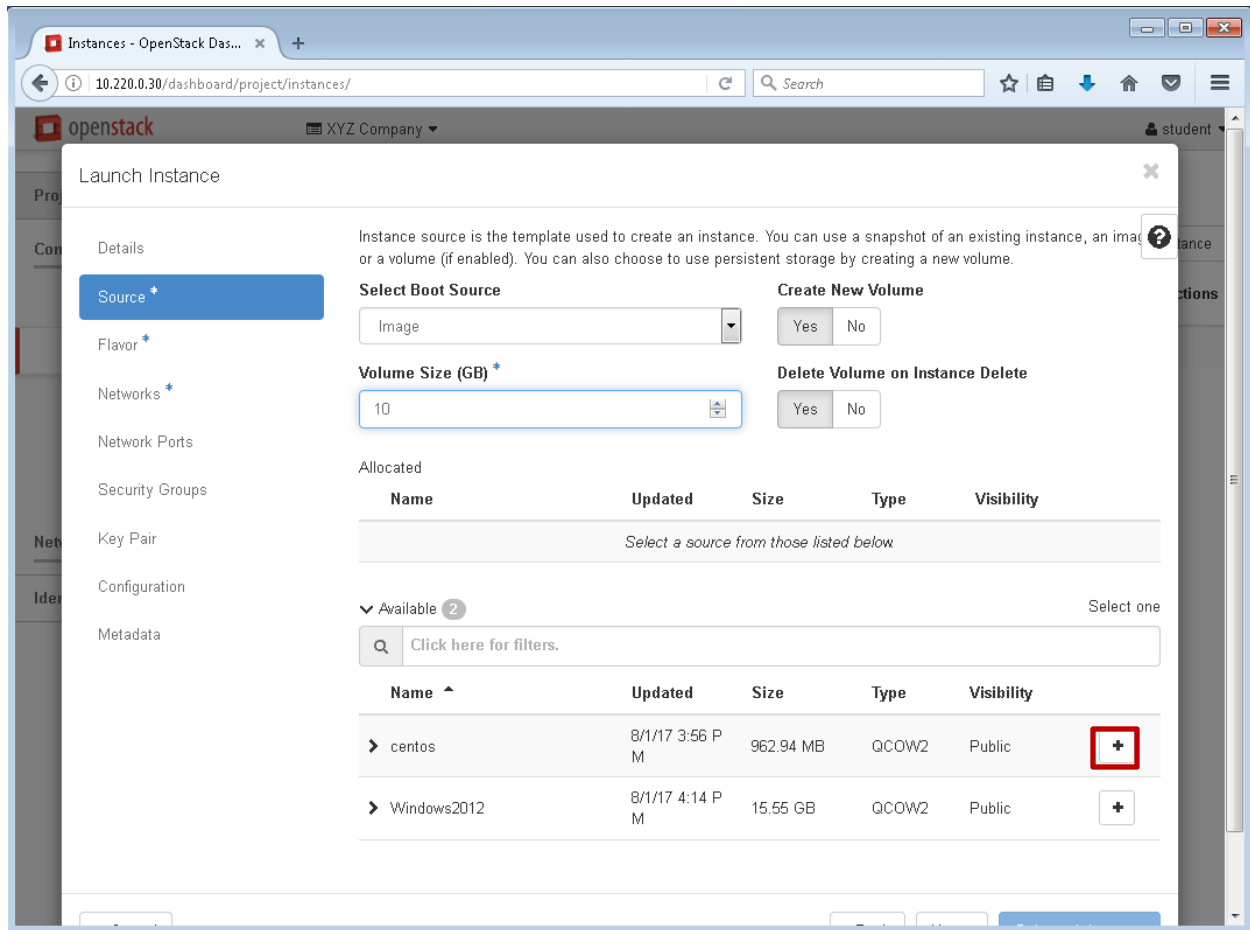 Instances - OpenStack Das...
10.220.0.30/dashboard/project/instances/
Search
openstack
XYZ Company
student
Launch Instance
Details
Source *
Flavor *
Networks *
Network Ports
Security Groups
Key Pair
Configuration
Metadata
Instance source is the template used to create an instance. You can use a snapshot of an existing instance, an
or a volume (if enabled). You can also choose to use persistent storage by creating a new volume.
Select Boot Source
Create New Volume
Image
Yes No
Volume Size (GB) *
Delete Volume on Instance Delete
10
Yes No
Allocated
Name Updated Size Type Visibility
Select a source from those listed below.
Available 2
Select one
Click here for filters.
Name Updated Size Type Visibility
centos 8/1/17 3:56 P
M 962.94 MB QCOW2 Public +
Windows2012 8/1/17 4:14 P
M 15.55 GB QCOW2 Public +